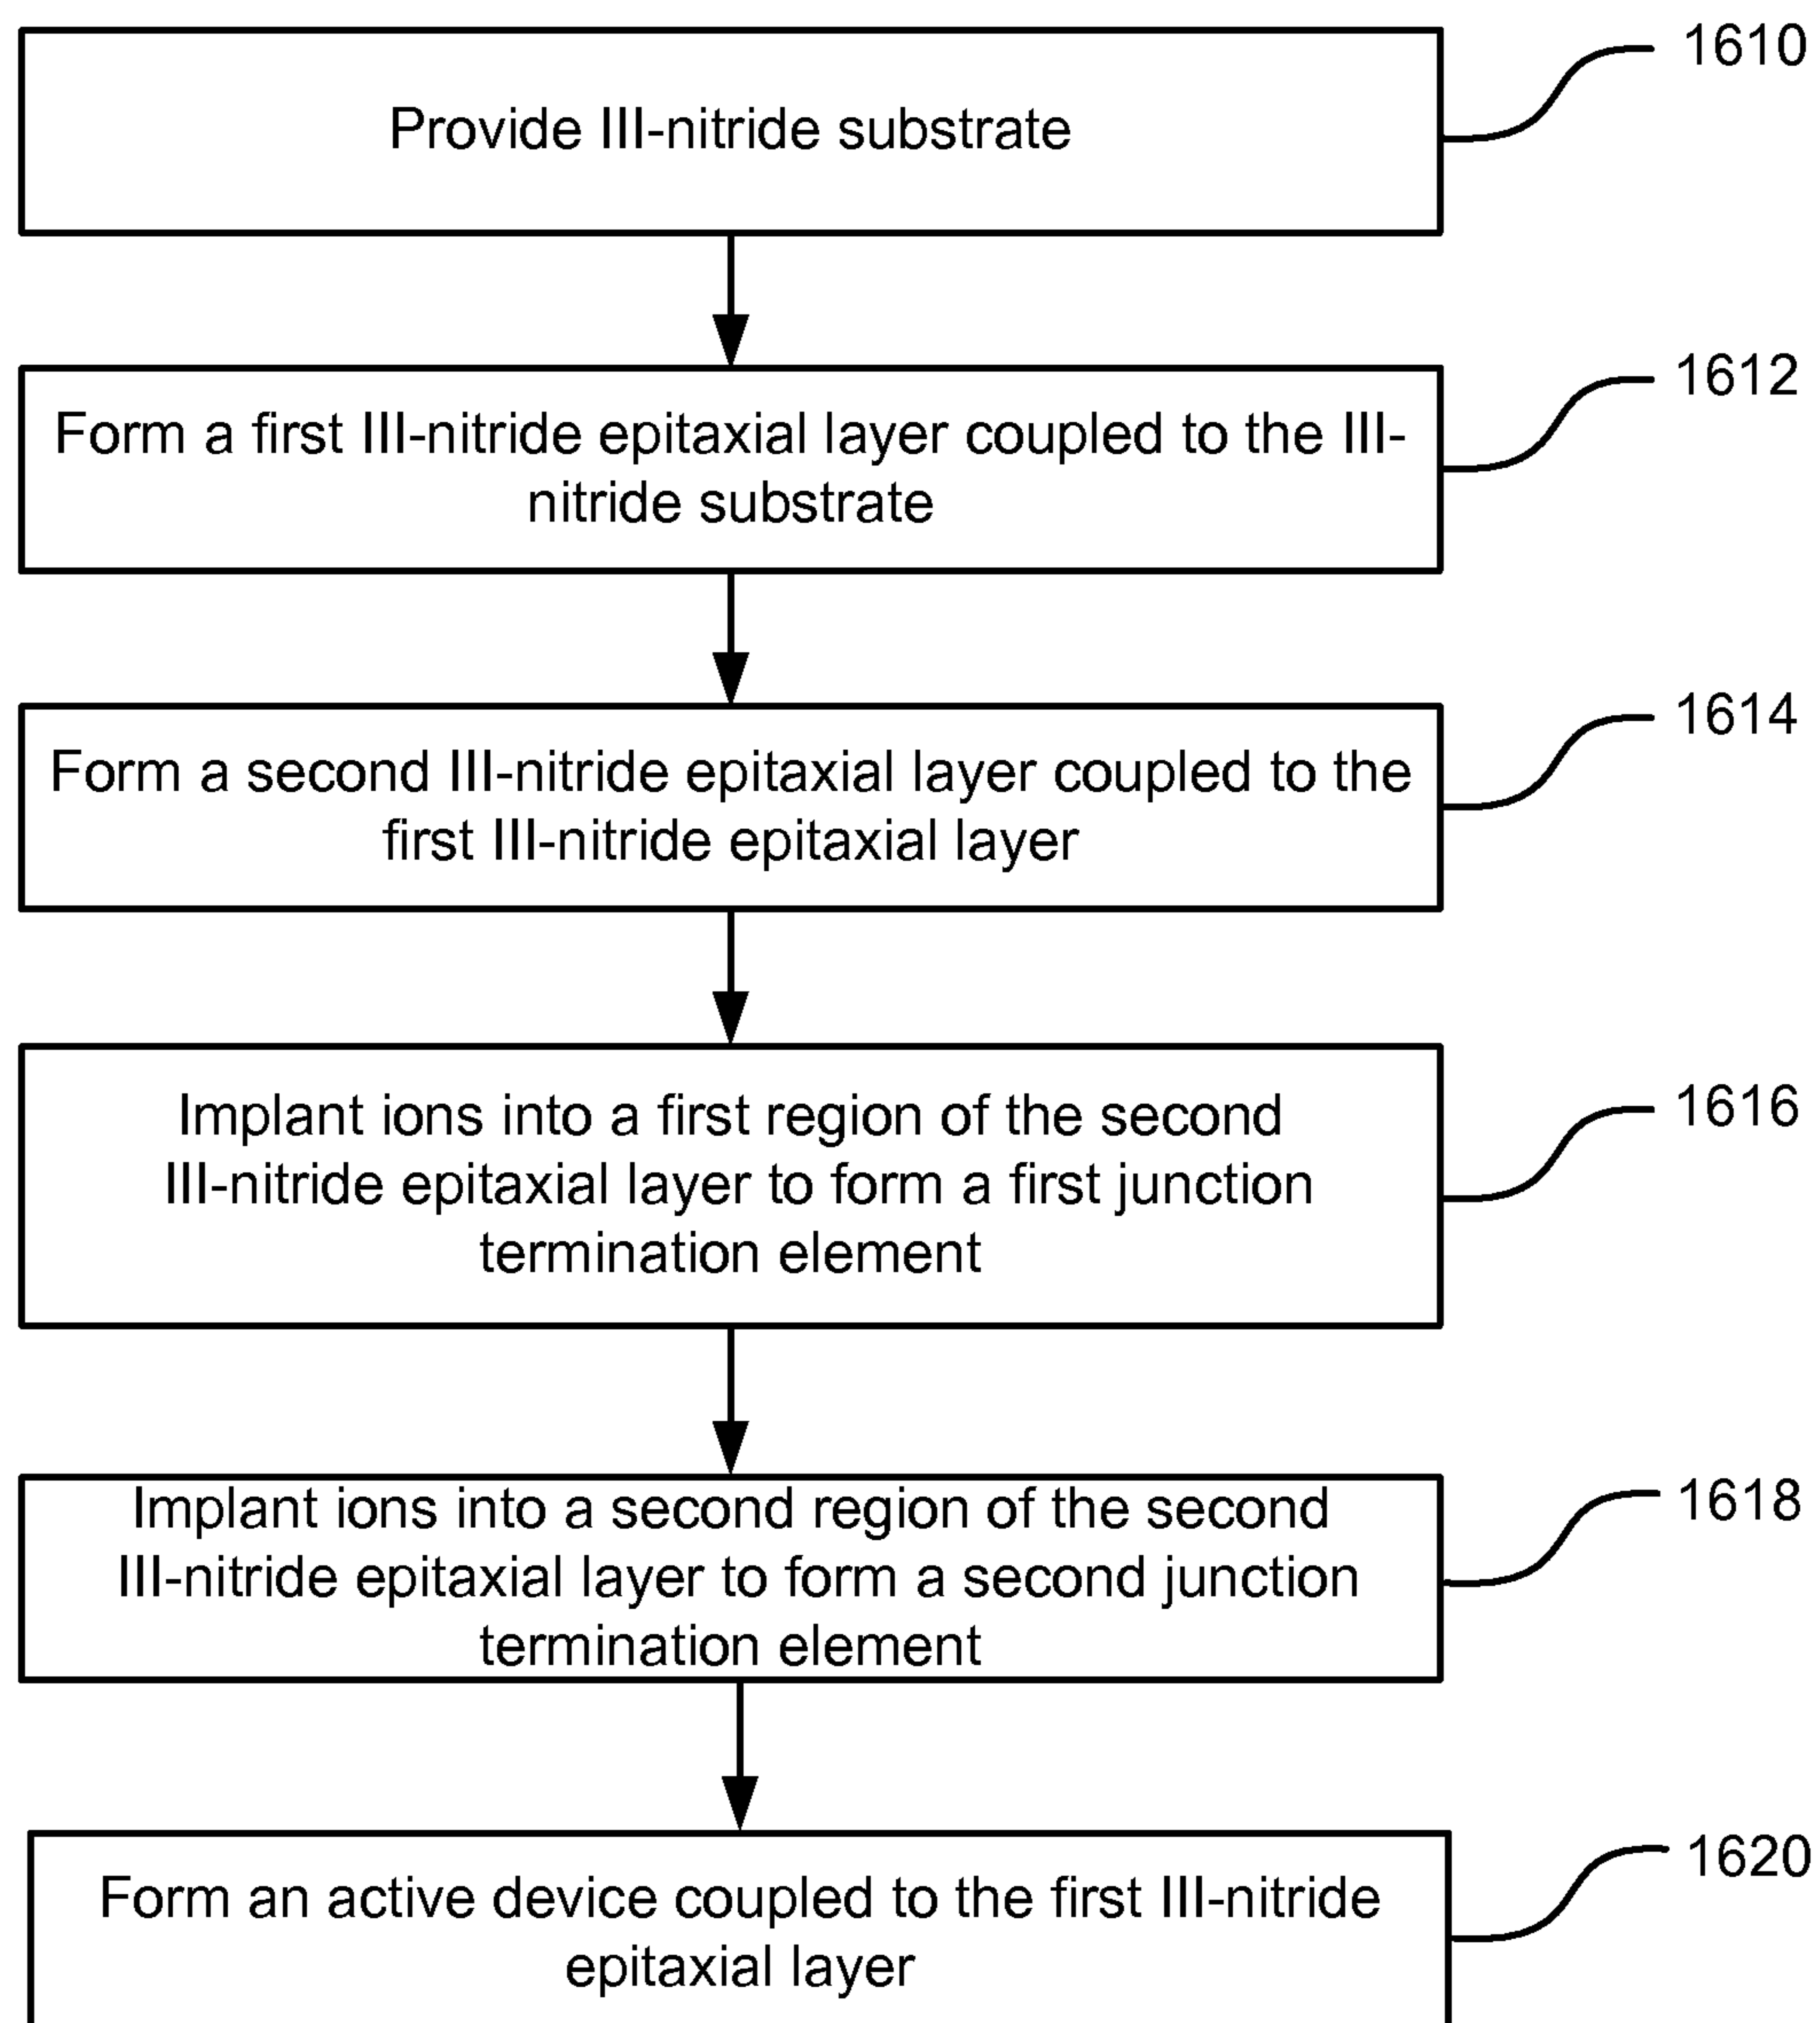 1610
Provide III-nitride substrate
1612
Form a first III-nitride epitaxial layer coupled to the III-
nitride substrate
1614
Form a second III-nitride epitaxial layer coupled to the
first III-nitride epitaxial layer
1616
Implant ions into a first region of the second
III-nitride epitaxial layer to form a first junction
termination element
1618
Implant ions into a second region of the second
III-nitride epitaxial layer to form a second junction
termination element
1620
Form an active device coupled to the first III-nitride
epitaxial layer